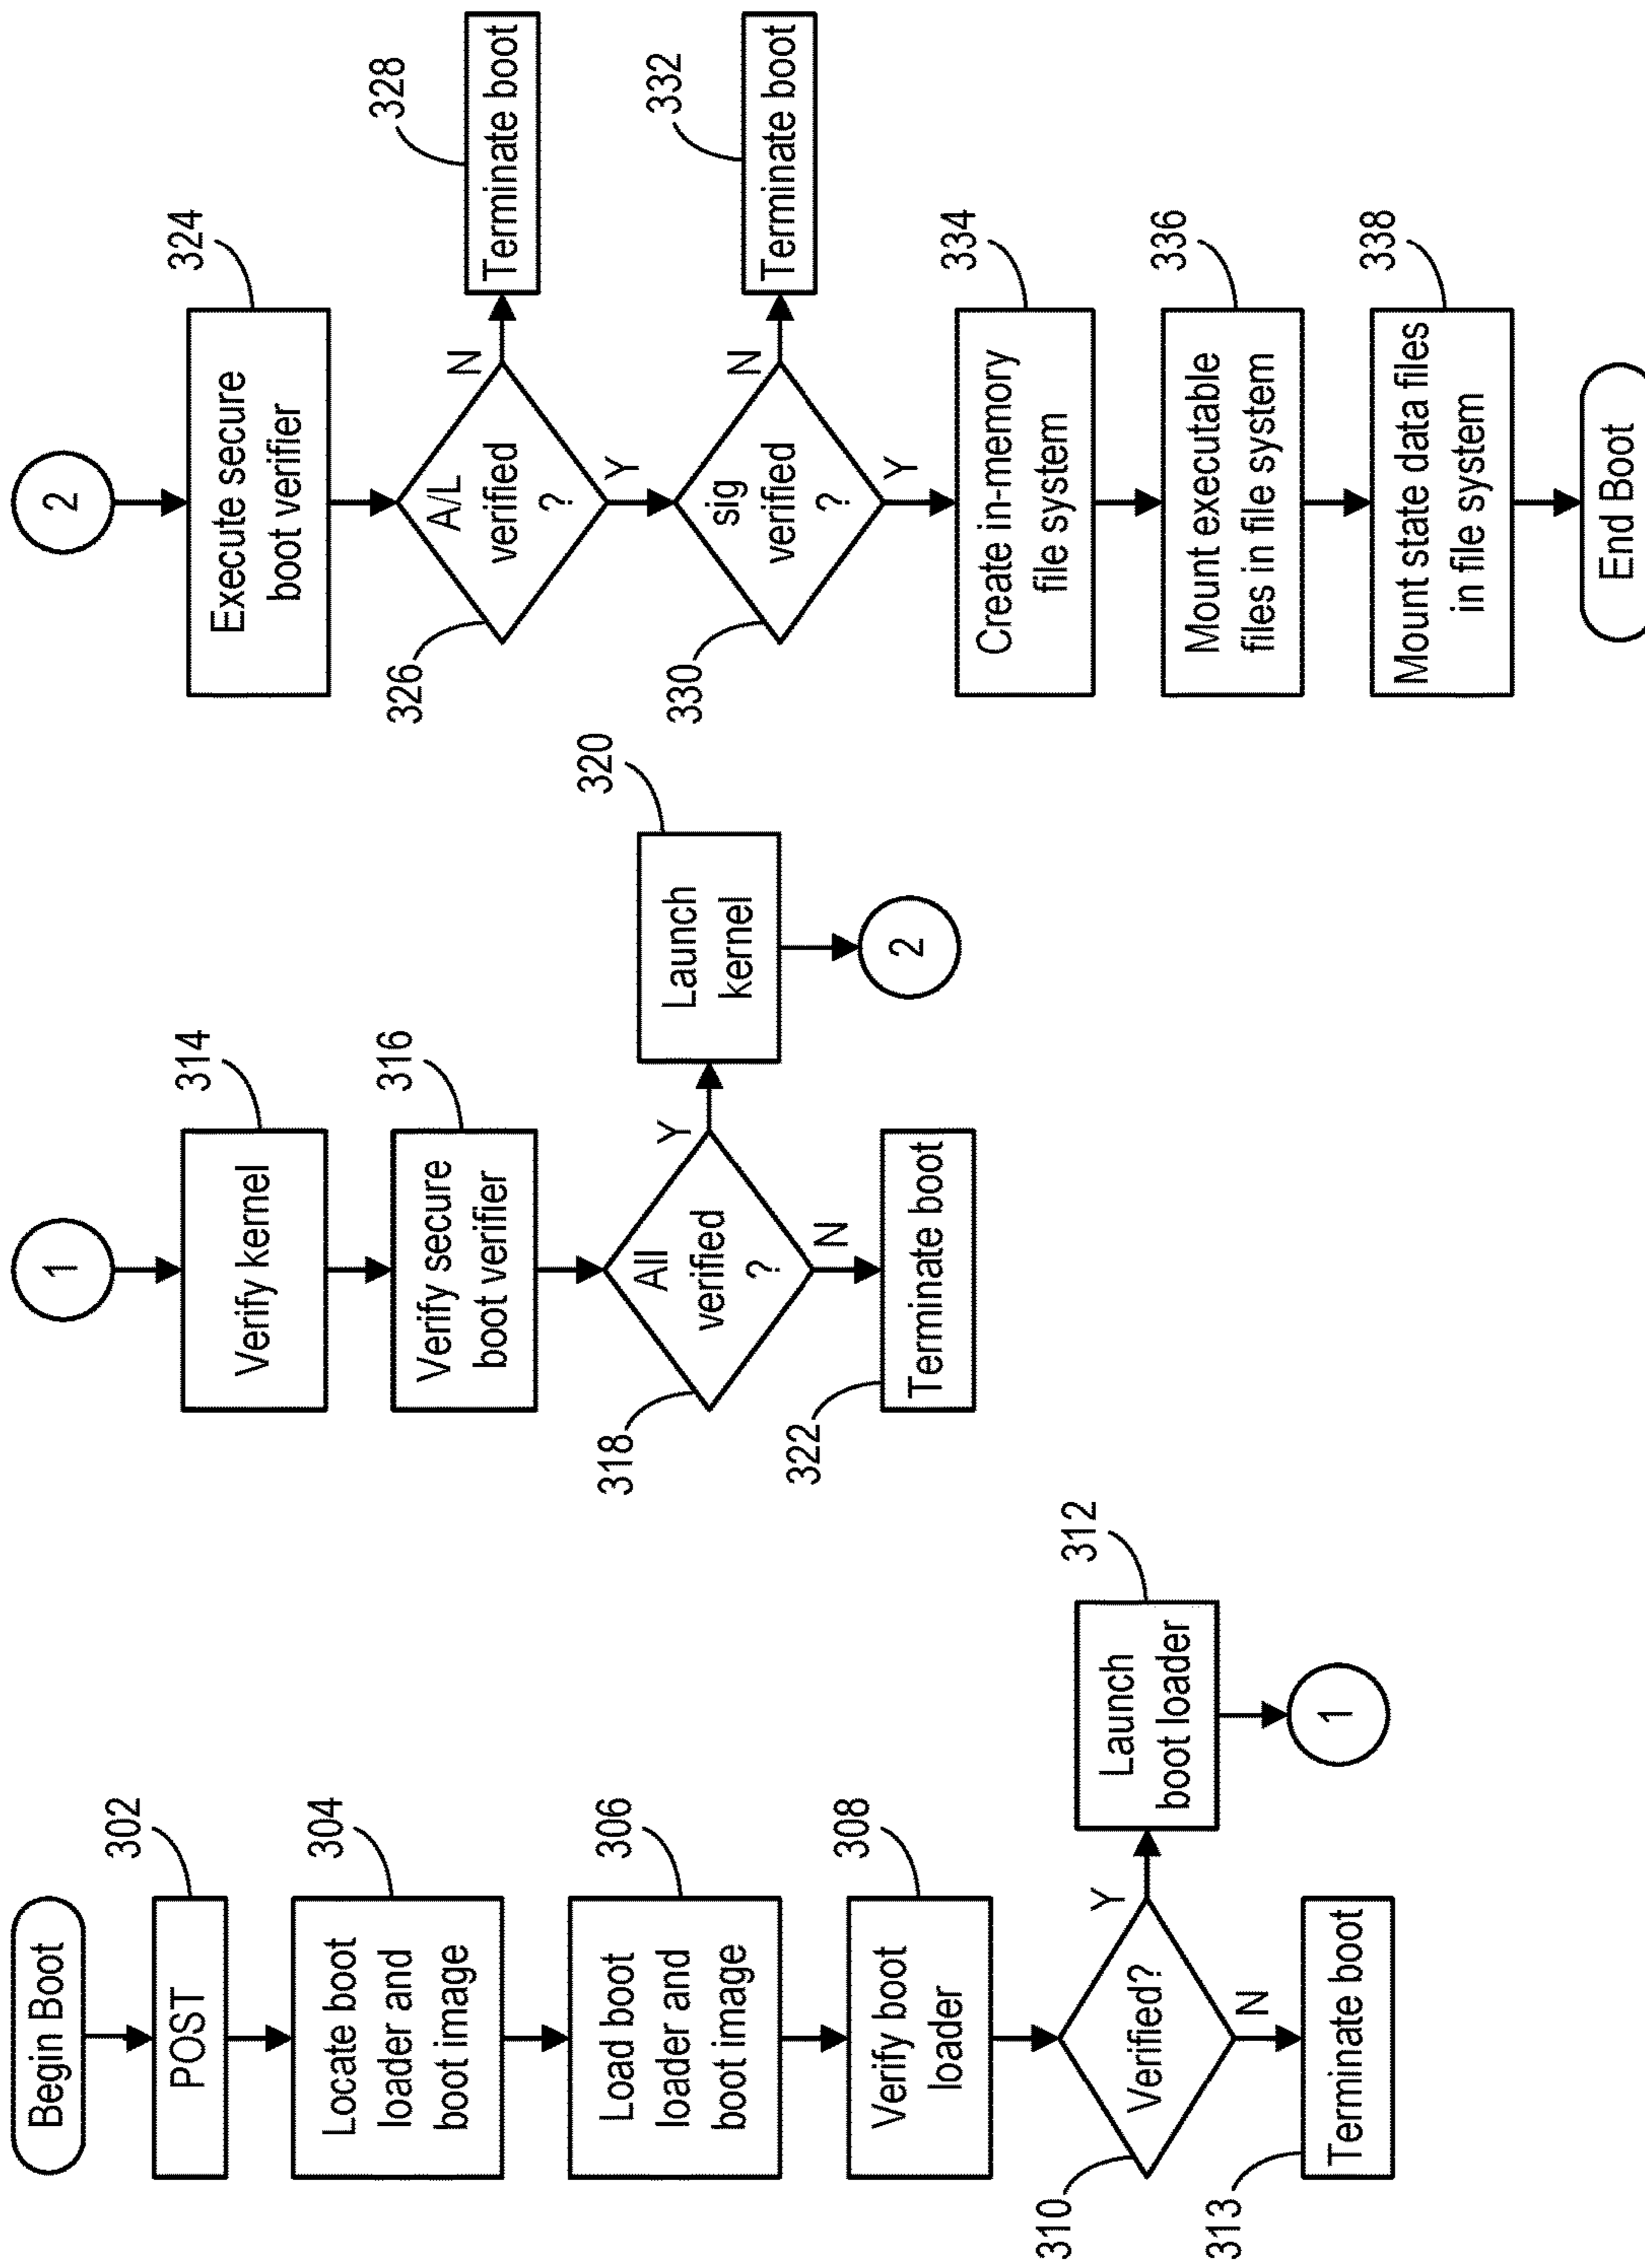 Begin Boot
302
POST
304
Locate boot
loader and
boot image
306
Load boot
loader and
boot image
308
Verify boot
loader
310
Verified?
Y
N
312
Launch
boot loader
1
313
Terminate boot
1
314
Verify kernel
316
Verify secure
boot verifier
318
All
verified
?
Y
N
320
Launch
kernel
2
322
Terminate boot
2
324
Execute secure
boot verifier
326
A/L
verified
?
N
Y
328
Terminate boot
330
sig
verified
?
N
Y
332
Terminate boot
334
Create in-memory
file system
336
Mount executable
files in file system
338
Mount state data files
in file system
End Boot